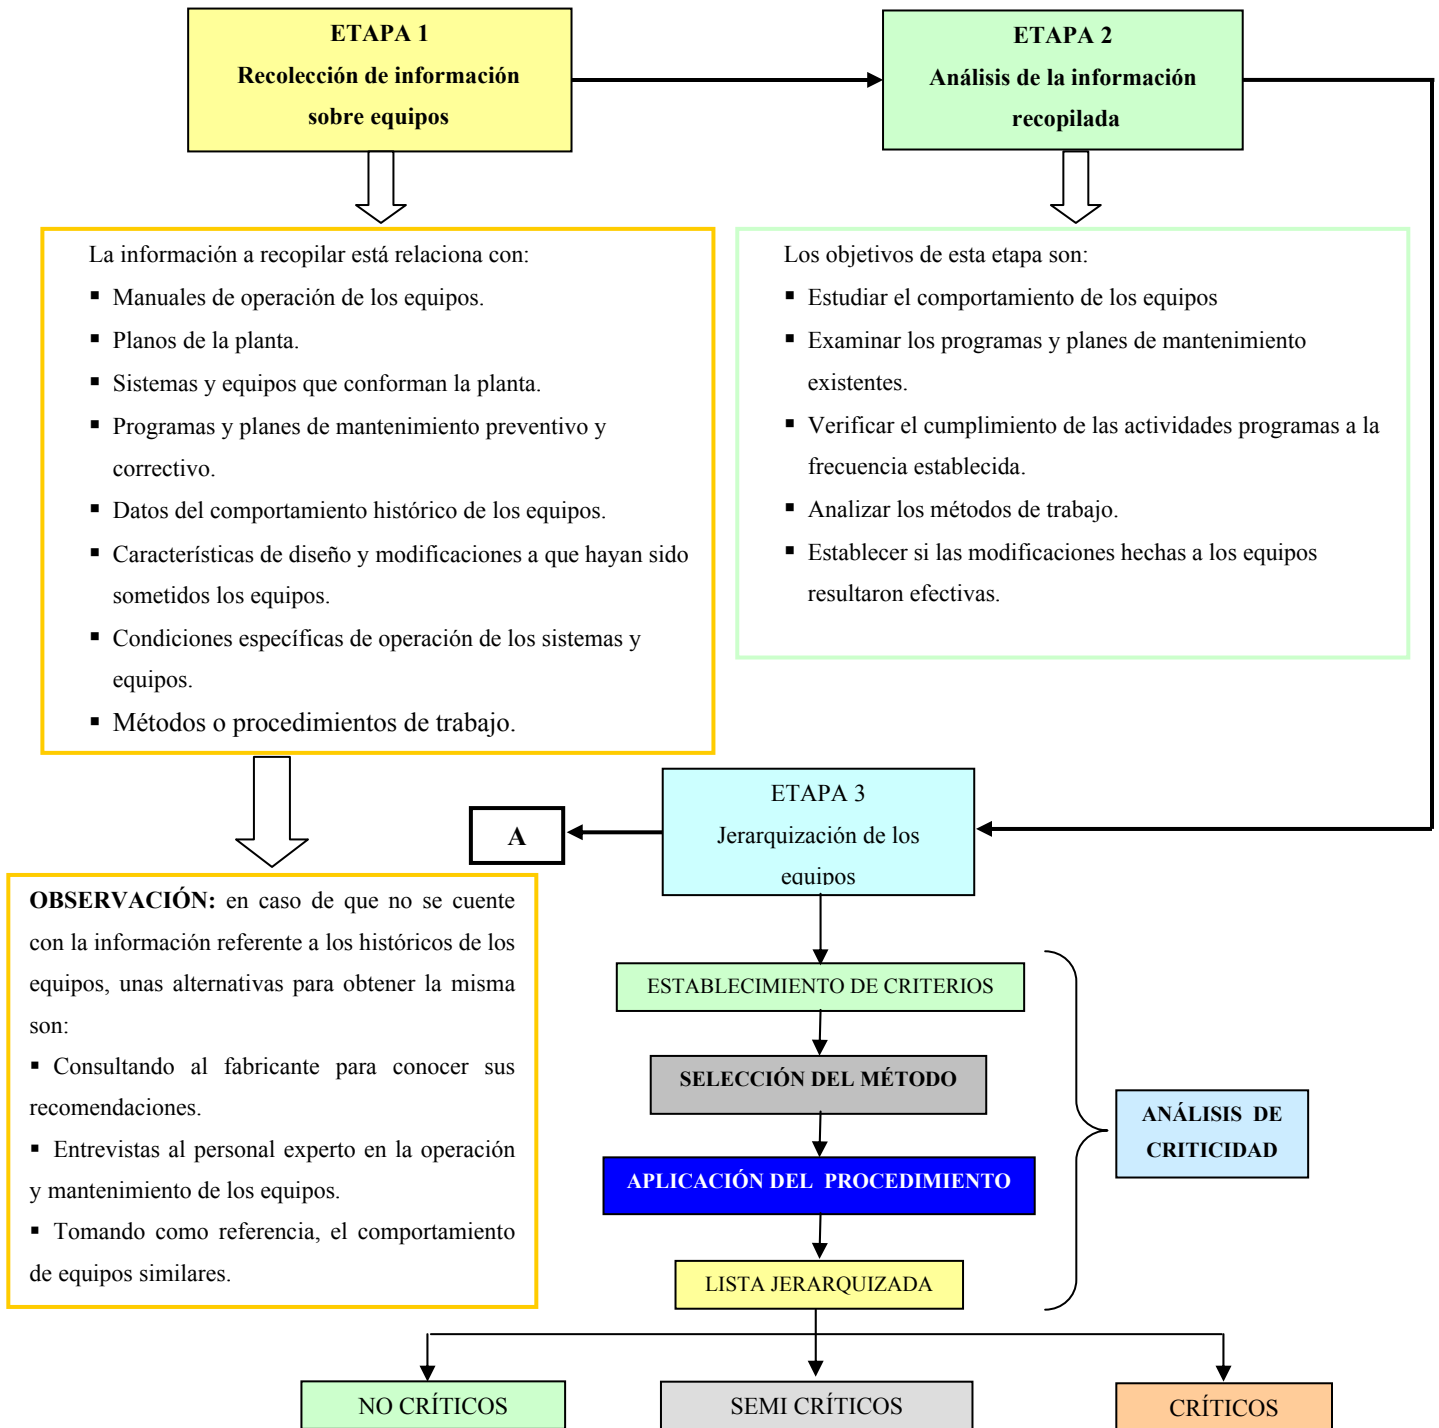 ETAPA 1
Recolección de información
sobre equipos
ETAPA 2
Análisis de la información
recopilada
La información a recopilar está relaciona con:
▪ Manuales de operación de los equipos.
▪ Planos de la planta.
▪ Sistemas y equipos que conforman la planta.
▪ Programas y planes de mantenimiento preventivo y
correctivo.
▪ Datos del comportamiento histórico de los equipos.
▪ Características de diseño y modificaciones a que hayan sido
sometidos los equipos.
▪ Condiciones específicas de operación de los sistemas y
equipos.
▪ Métodos o procedimientos de trabajo.
Los objetivos de esta etapa son:
▪ Estudiar el comportamiento de los equipos
▪ Examinar los programas y planes de mantenimiento
existentes.
▪ Verificar el cumplimiento de las actividades programas a la
frecuencia establecida.
▪ Analizar los métodos de trabajo.
▪ Establecer si las modificaciones hechas a los equipos
resultaron efectivas.
ETAPA 3
Jerarquización de los
equipos
A
OBSERVACIÓN: en caso de que no se cuente
con la información referente a los históricos de los
equipos, unas alternativas para obtener la misma
son:
▪ Consultando al fabricante para conocer sus
recomendaciones.
▪ Entrevistas al personal experto en la operación
y mantenimiento de los equipos.
▪ Tomando como referencia, el comportamiento
de equipos similares.
ESTABLECIMIENTO DE CRITERIOS
SELECCIÓN DEL MÉTODO
APLICACIÓN DEL PROCEDIMIENTO
LISTA JERARQUIZADA
ANÁLISIS DE
CRITICIDAD
NO CRÍTICOS
SEMI CRÍTICOS
CRÍTICOS